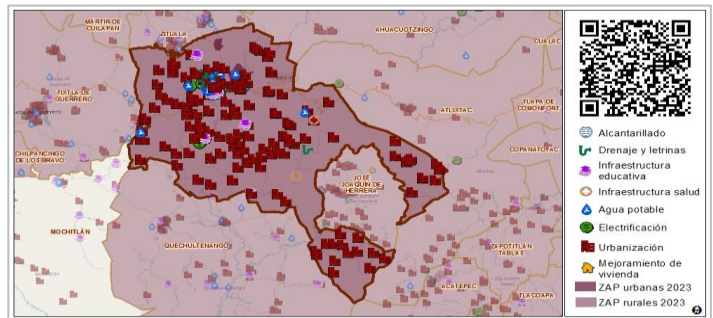 MÁRTIR DE
CUILAPAN
ZITLALA
AHUACUOTZINGO
CUALÁC
TIXTLA DE
GUERRERO
ATLIXTAC
TLAPA DE
COMONFORT
CHILPANCINGO
DE LOS BRAVO
COPANATOYAC
JOSÉ
JOAQUÍN DE
HERRERA
MOCHITLÁN
QUECHULTENANGO
ZAPOTITLÁN
TABLAS
ACATEPEC
TLACOAPA
Alcantarillado
Drenaje y letrinas
Infraestructura
educativa
Infraestructura salud
Agua potable
Electrificación
Urbanización
Mejoramiento de
vivienda
ZAP urbanas 2023
ZAP rurales 2023